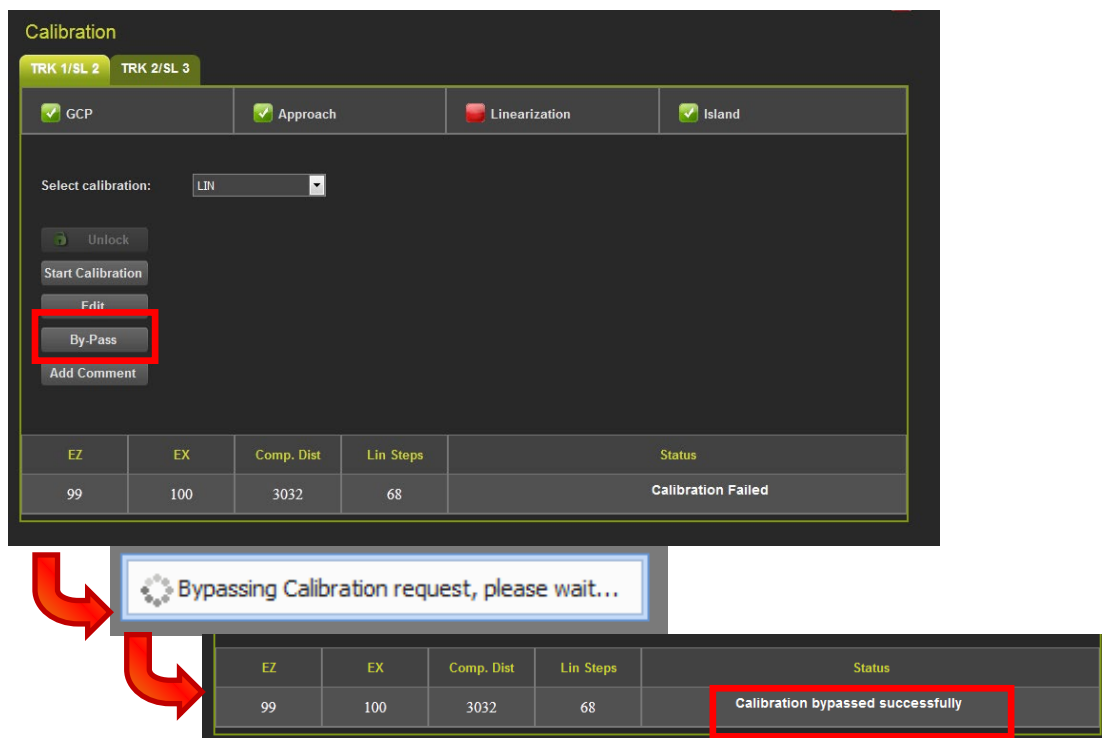 Calibration
TRK 1/SL 2 TRK 2/SL 3
GCP Approach Linearization Island
Select calibration: LIN
Unlock
Start Calibration
Edit
By-Pass
Add Comment
EZ EX Comp. Dist Lin Steps Status
99 100 3032 68 Calibration Failed
Bypassing Calibration request, please wait...
EZ EX Comp. Dist Lin Steps Status
99 100 3032 68 Calibration bypassed successfully